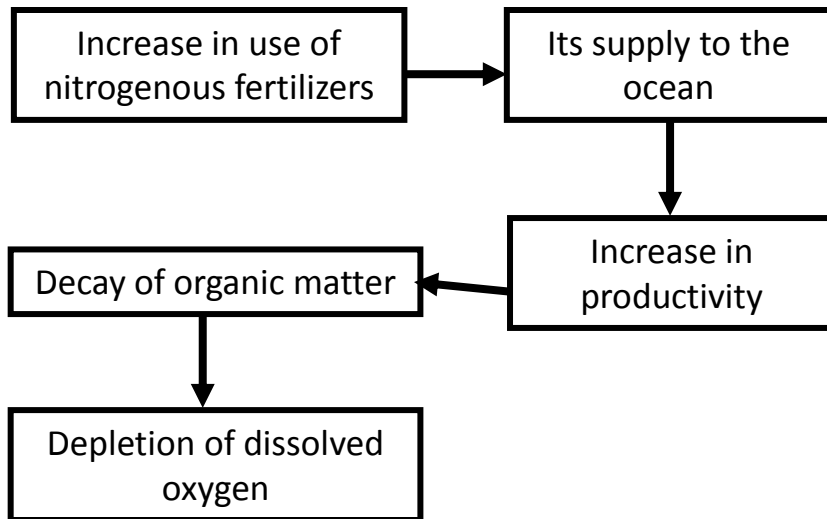 Increase in use of
nitrogenous fertilizers
Its supply to the
ocean
Increase in
productivity
Decay of organic matter
Depletion of dissolved
oxygen